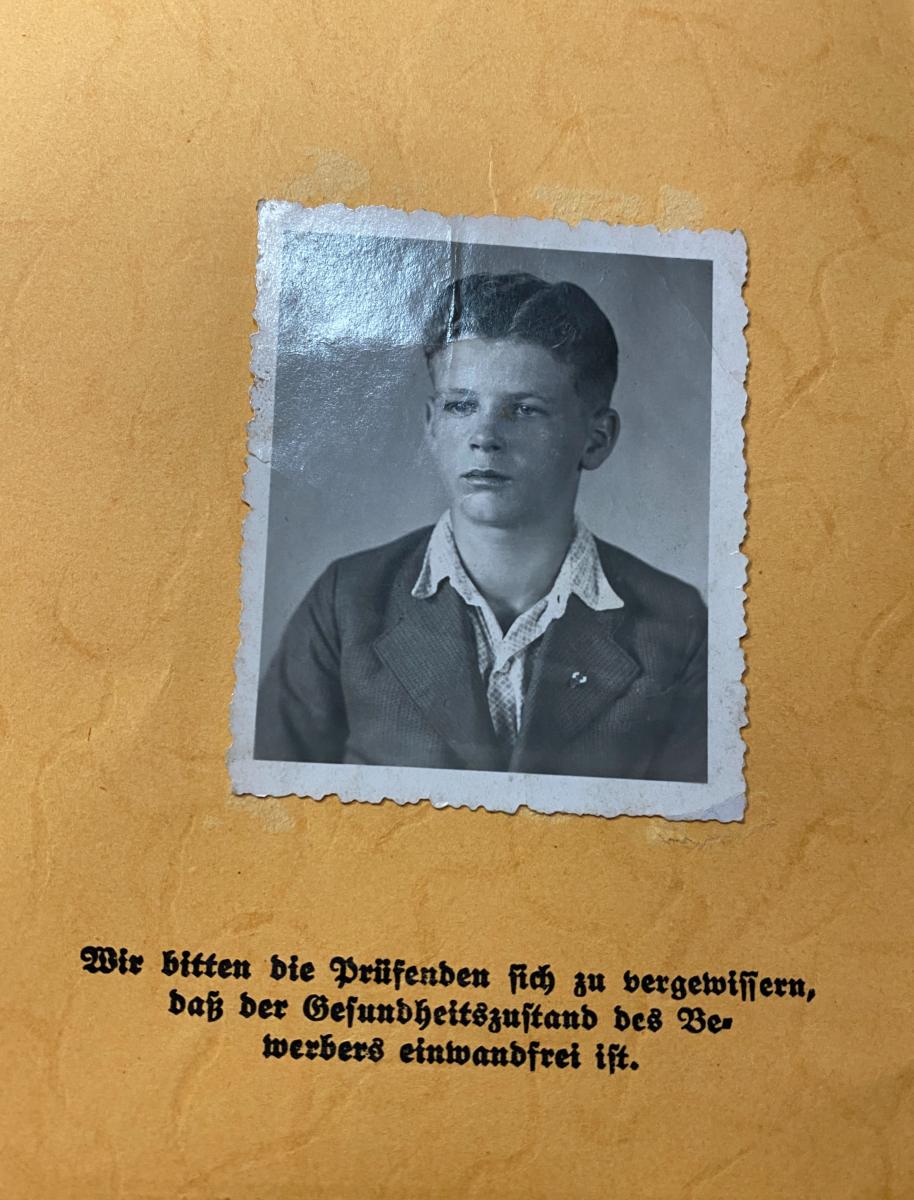 Wir bitten die Prüfenden sich zu vergewissern,
daß der Gesundheitszustand des Be-
werbers einwandfrei ist.